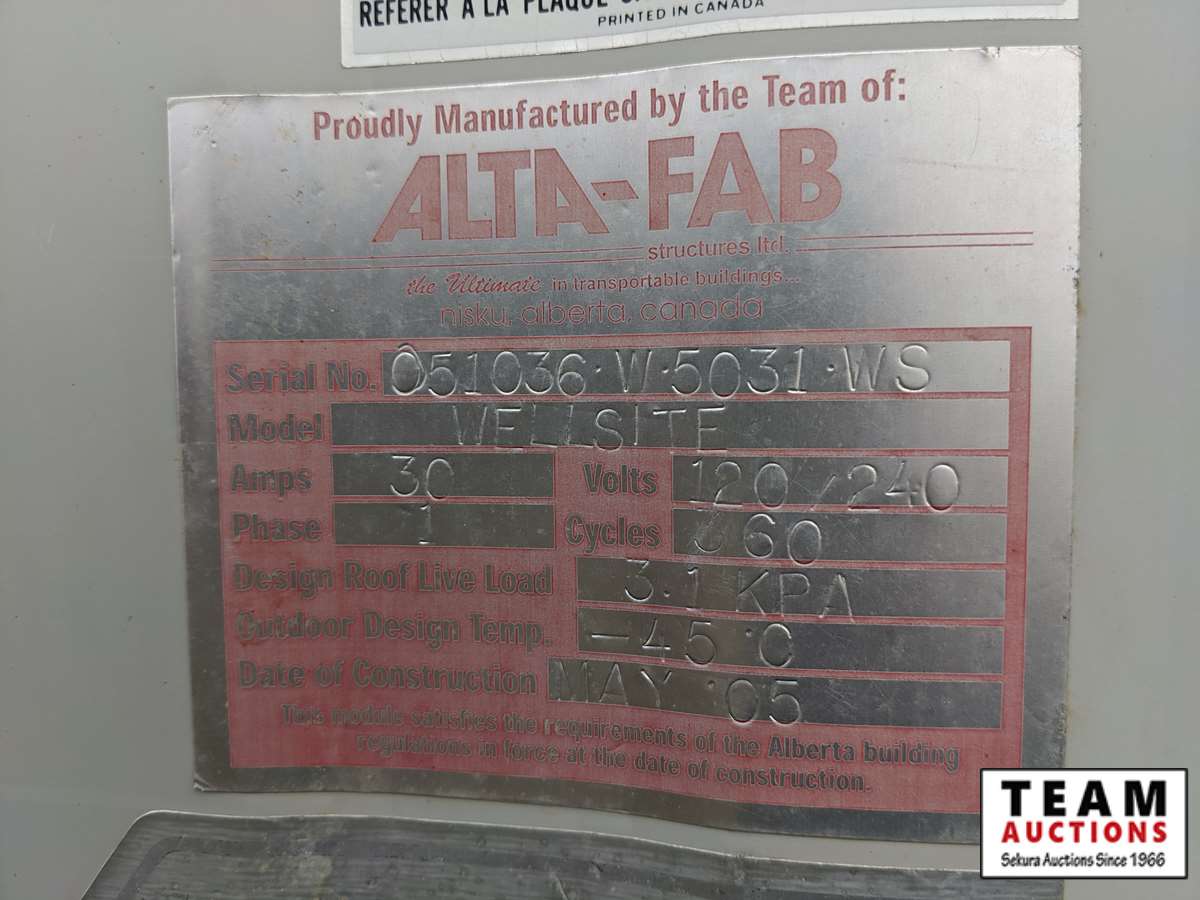 RÉFÉRER À LA PLAQUE
PRINTED IN CANADA
Proudly Manufactured by the Team of:
ALTA-FAB
structures ltd.
the Ultimate in transportable buildings...
nisku, alberta, canada
Serial No. 051036·W·5031·WS
Model WELLSITE
Amps 30 Volts 120/240
Phase 1 Cycles 60
Design Roof Live Load 3.1 KPA
Outdoor Design Temp. -45°C
Date of Construction MAY '05
This module satisfies the requirements of the Alberta building
regulations in force at the date of construction.
TEAM
AUCTIONS
Sekura Auctions Since 1966